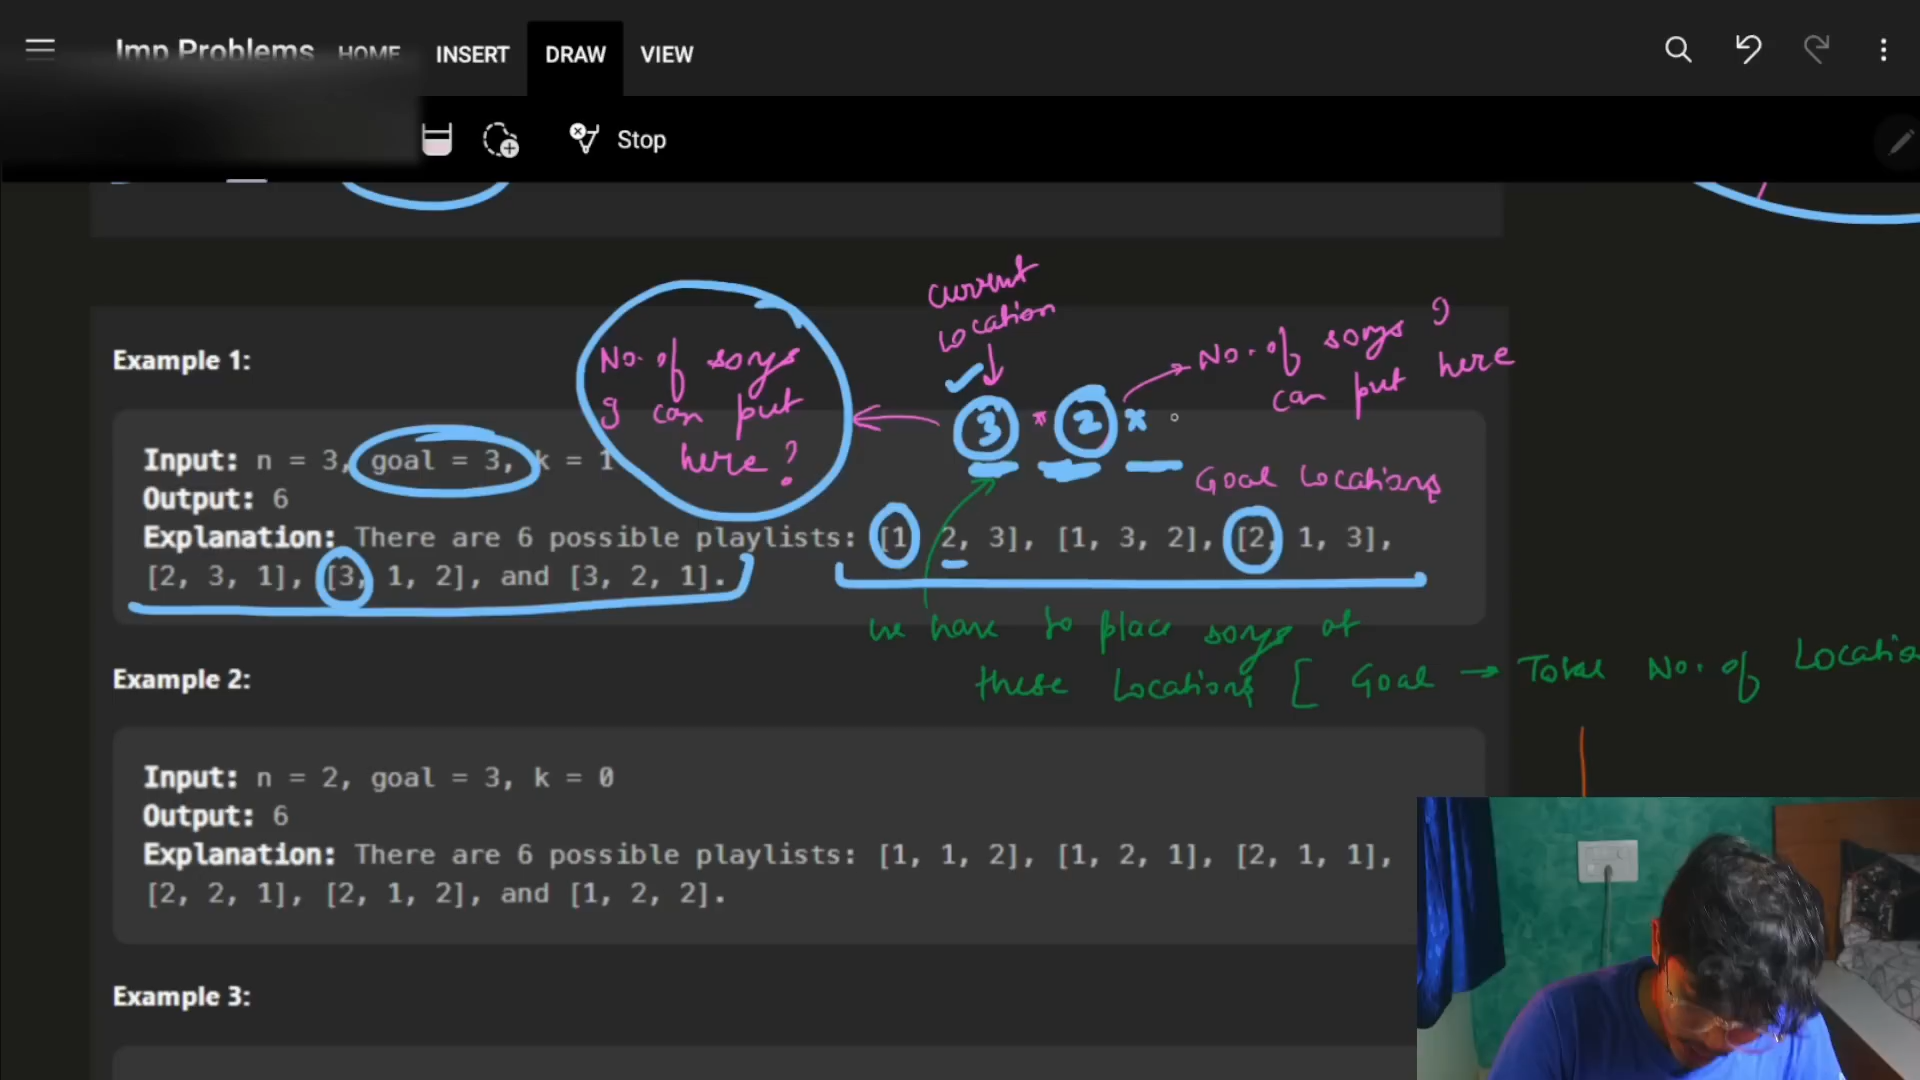 Imp Problems HOME INSERT DRAW VIEW
Stop
Current
Location
No. of songs I
can put here
No. of songs
I can put
here?
3 * 2 *
Example 1:
Input: n = 3, goal = 3, k = 1
Goal Locations
Output: 6
Explanation: There are 6 possible playlists: [1, 2, 3], [1, 3, 2], [2, 1, 3],
[2, 3, 1], [3, 1, 2], and [3, 2, 1].
we have to place songs at
these Locations [ Goal → Total No. of Locatio
Example 2:
Input: n = 2, goal = 3, k = 0
Output: 6
Explanation: There are 6 possible playlists: [1, 1, 2], [1, 2, 1], [2, 1, 1],
[2, 2, 1], [2, 1, 2], and [1, 2, 2].
Example 3: